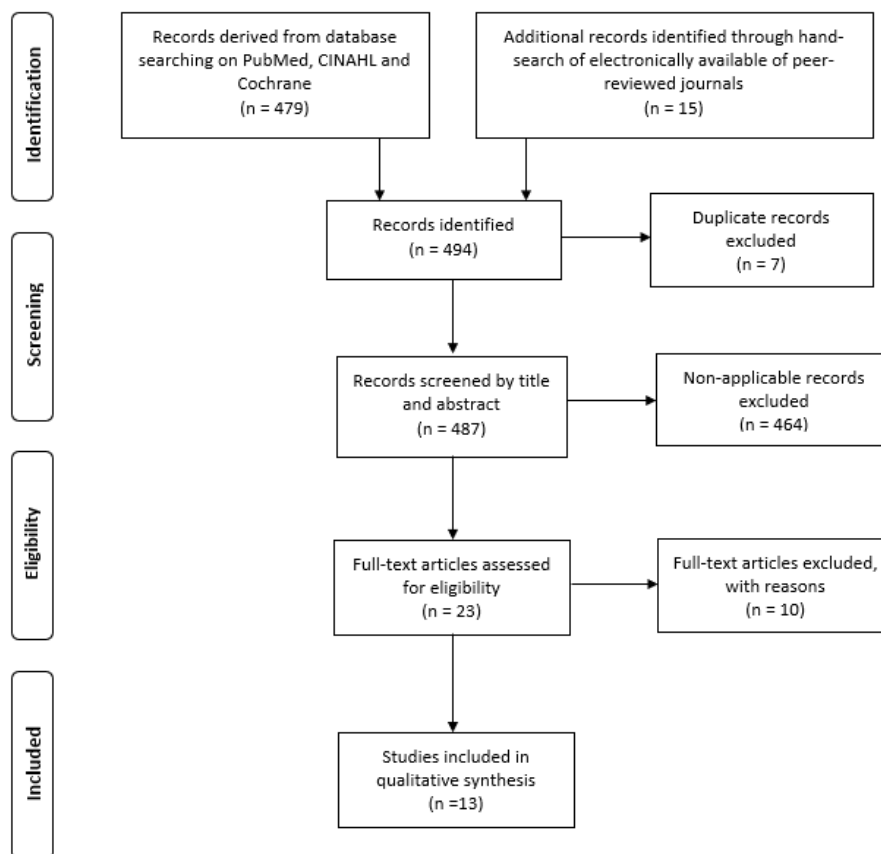 Identification
Records derived from database
searching on PubMed, CINAHL and
Cochrane
(n = 479)
Additional records identified through hand-
search of electronically available of peer-
reviewed journals
(n = 15)
Records identified
(n = 494)
Duplicate records
excluded
(n = 7)
Screening
Records screened by title
and abstract
(n = 487)
Non-applicable records
excluded
(n = 464)
Eligibility
Full-text articles assessed
for eligibility
(n = 23)
Full-text articles excluded,
with reasons
(n = 10)
Included
Studies included in
qualitative synthesis
(n =13)